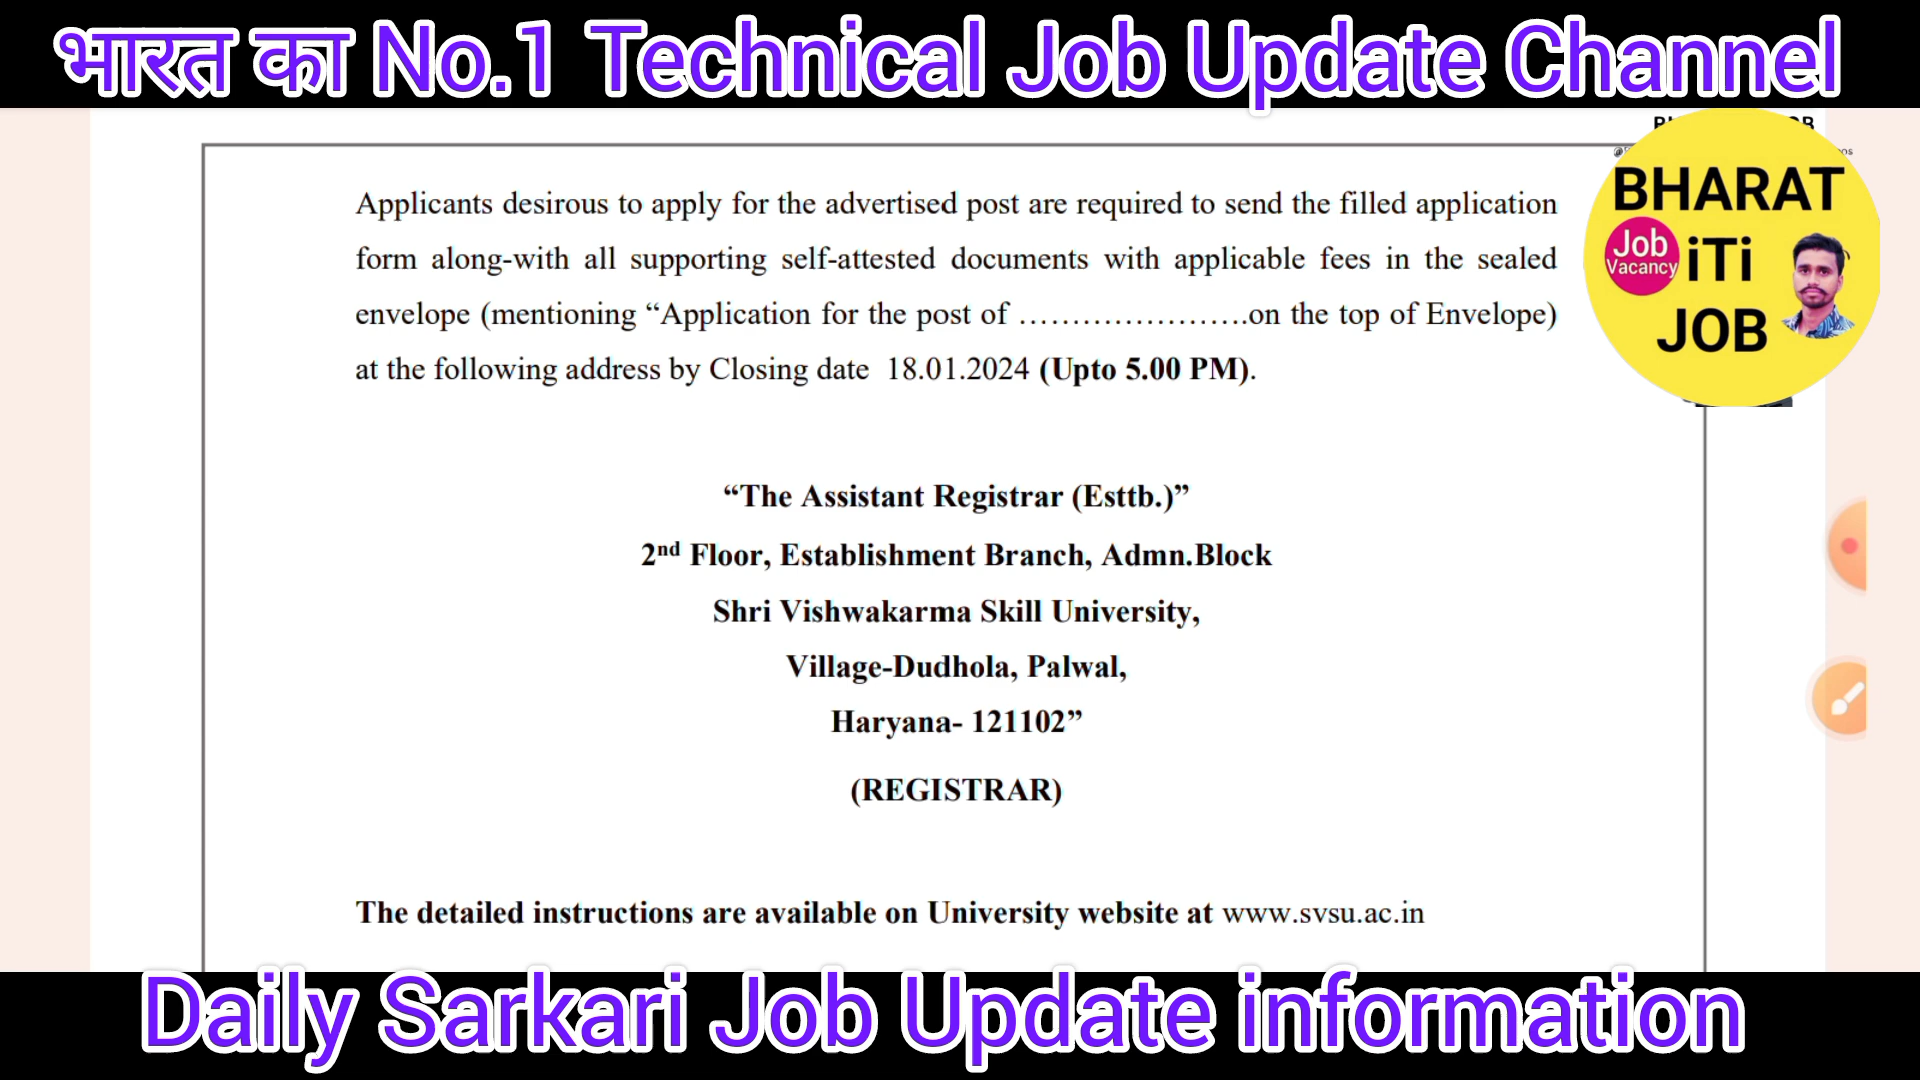 भारत का No.1 Technical Job Update Channel
Applicants desirous to apply for the advertised post are required to send the filled application
form along-with all supporting self-attested documents with applicable fees in the sealed
envelope (mentioning “Application for the post of …………………..on the top of Envelope)
at the following address by Closing date 18.01.2024 (Upto 5.00 PM).
BHARAT
Job
Vacancy
iTi
JOB
“The Assistant Registrar (Esttb.)”
2nd Floor, Establishment Branch, Admn.Block
Shri Vishwakarma Skill University,
Village-Dudhola, Palwal,
Haryana- 121102”
(REGISTRAR)
The detailed instructions are available on University website at www.svsu.ac.in
Daily Sarkari Job Update information